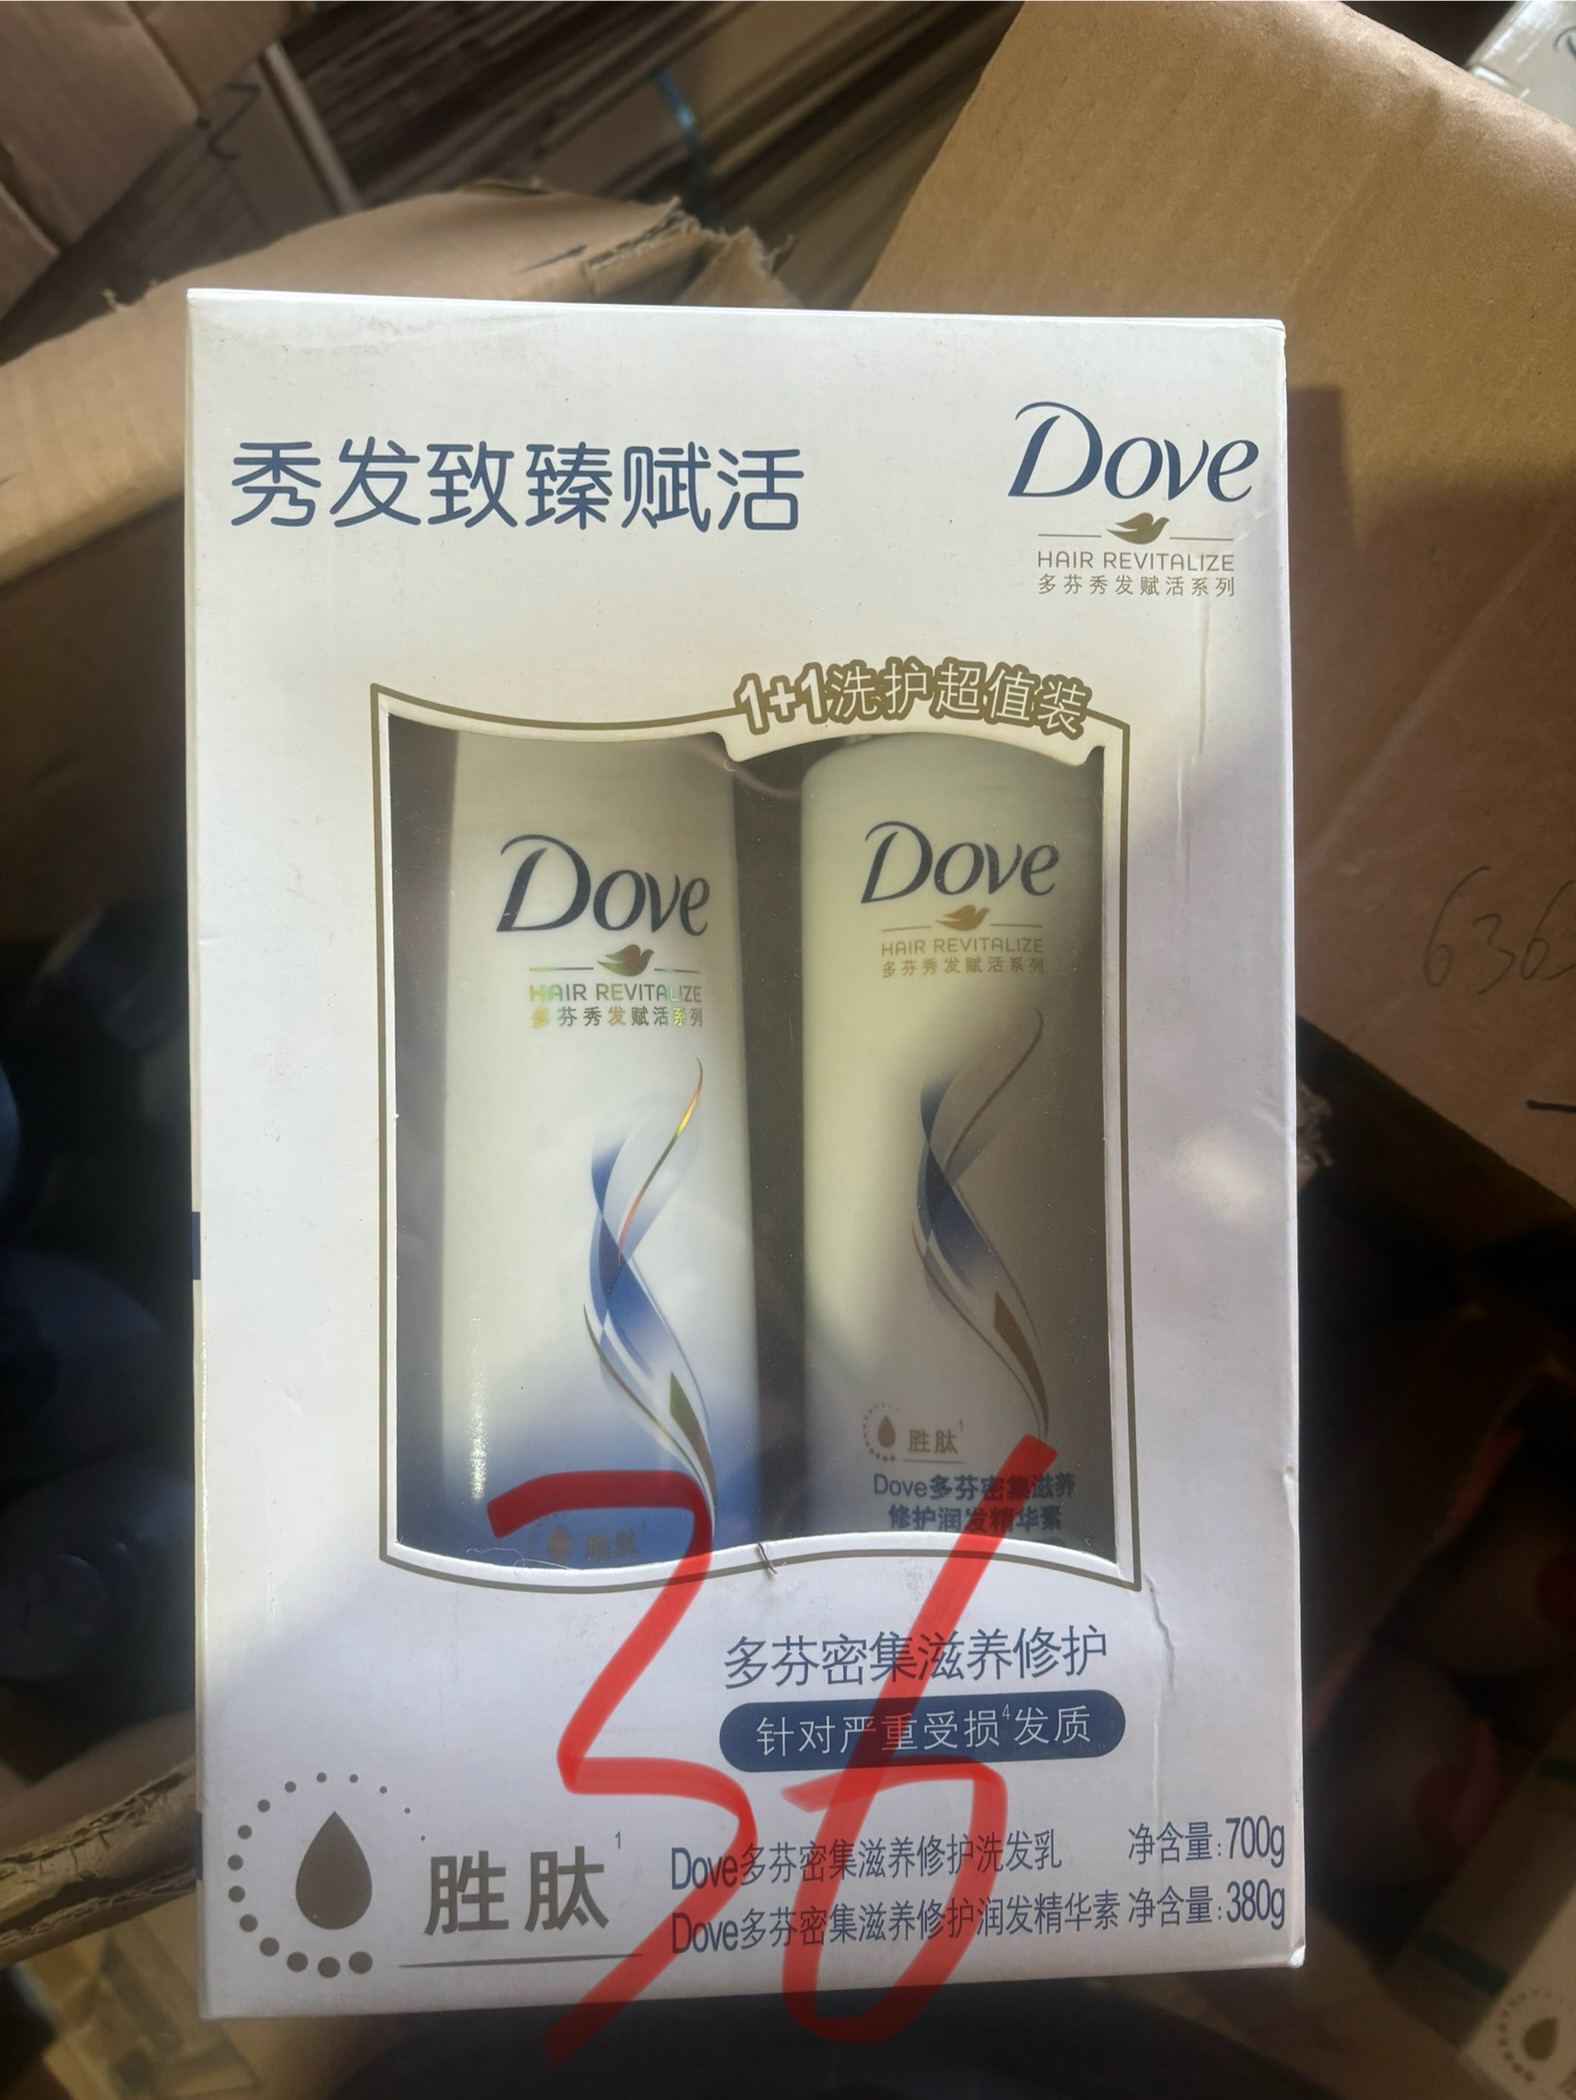 秀发致臻赋活
Dove
HAIR REVITALIZE
多芬秀发赋活系列
1+1洗护超值装
Dove
HAIR REVITALIZE
多芬秀发赋活系列
胜肽
Dove
HAIR REVITALIZE
多芬秀发赋活系列
胜肽1
Dove多芬密集滋养
修护润发精华素
多芬密集滋养修护
针对严重受损4发质
胜肽1
Dove多芬密集滋养修护洗发乳 净含量:700g
Dove多芬密集滋养修护润发精华素 净含量:380g
36